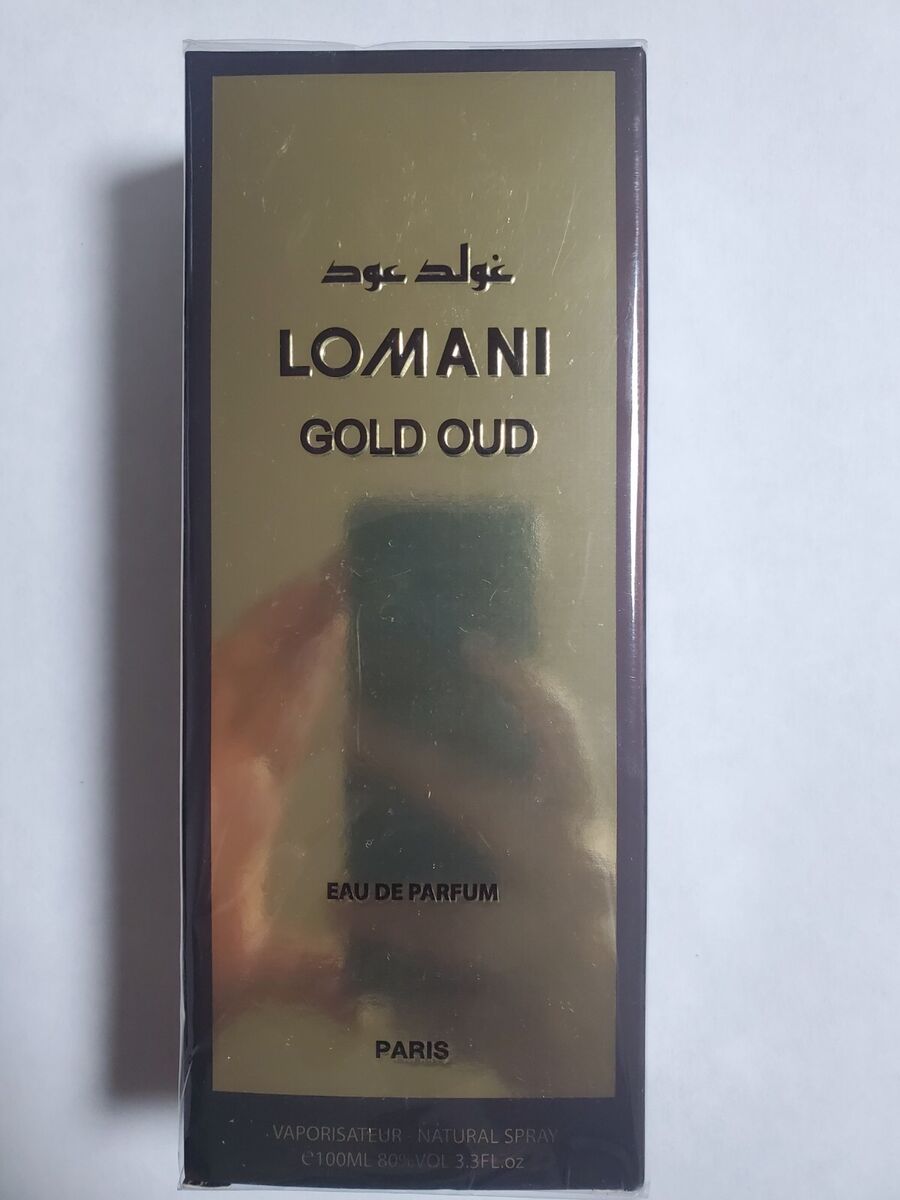 غولد عود
LOMANI
GOLD OUD
EAU DE PARFUM
PARIS
VAPORISATEUR - NATURAL SPRAY
℮100ML 80%VOL 3.3FL.oz